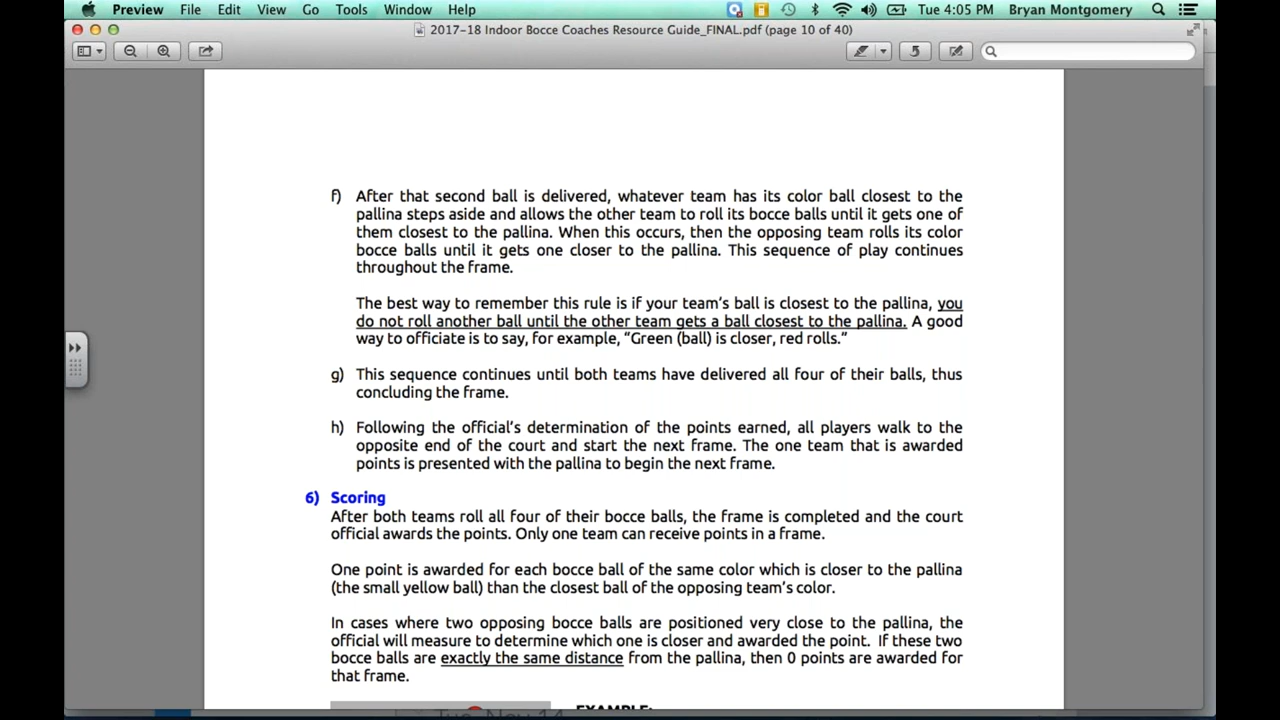 Preview File Edit View Go Tools Window Help Tue 4:05 PM Bryan Montgomery
2017-18 Indoor Bocce Coaches Resource Guide_FINAL.pdf (page 10 of 40)
f) After that second ball is delivered, whatever team has its color ball closest to the
pallina steps aside and allows the other team to roll its bocce balls until it gets one of
them closest to the pallina. When this occurs, then the opposing team rolls its color
bocce balls until it gets one closer to the pallina. This sequence of play continues
throughout the frame.
The best way to remember this rule is if your team’s ball is closest to the pallina, you
do not roll another ball until the other team gets a ball closest to the pallina. A good
way to officiate is to say, for example, “Green (ball) is closer, red rolls.”
g) This sequence continues until both teams have delivered all four of their balls, thus
concluding the frame.
h) Following the official’s determination of the points earned, all players walk to the
opposite end of the court and start the next frame. The one team that is awarded
points is presented with the pallina to begin the next frame.
6) Scoring
After both teams roll all four of their bocce balls, the frame is completed and the court
official awards the points. Only one team can receive points in a frame.
One point is awarded for each bocce ball of the same color which is closer to the pallina
(the small yellow ball) than the closest ball of the opposing team’s color.
In cases where two opposing bocce balls are positioned very close to the pallina, the
official will measure to determine which one is closer and awarded the point. If these two
bocce balls are exactly the same distance from the pallina, then 0 points are awarded for
that frame.
Tue, Nov 14
EXAMPLE: